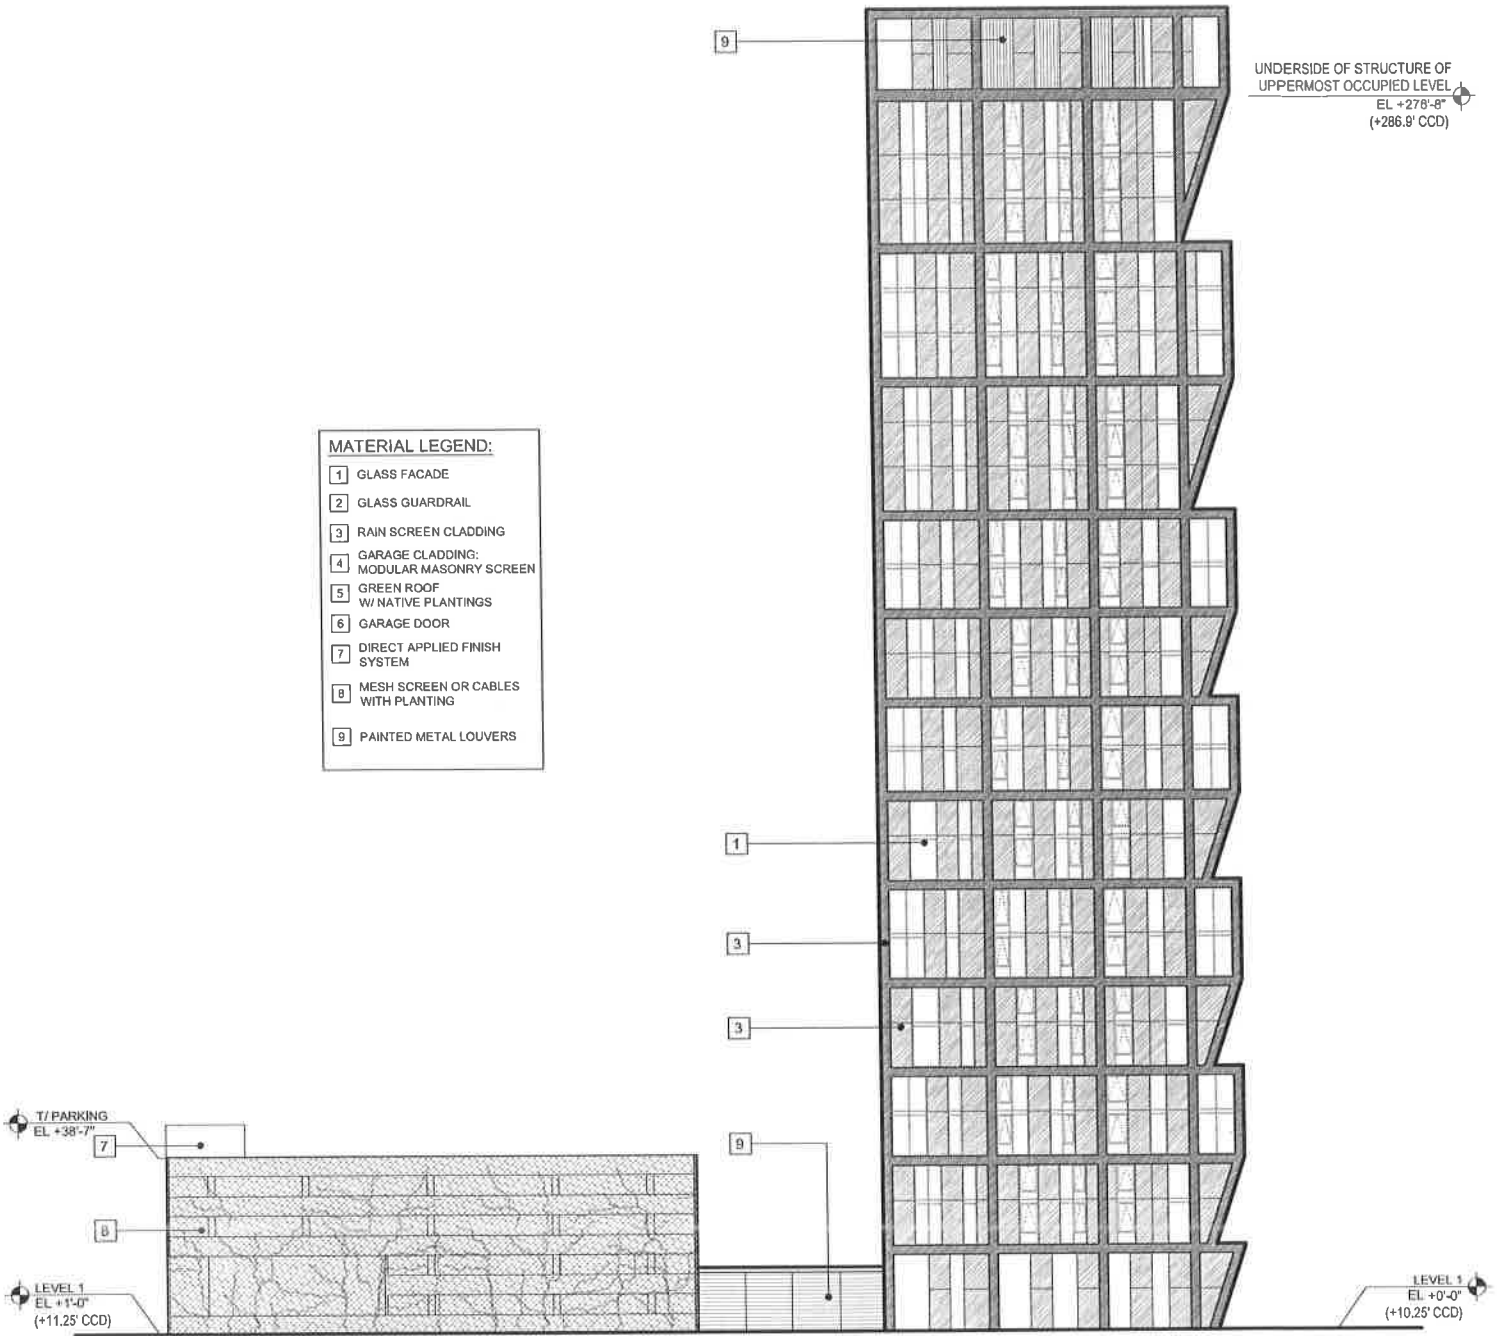 9
UNDERSIDE OF STRUCTURE OF
UPPERMOST OCCUPIED LEVEL
EL +276'-8"
(+286.9' CCD)
MATERIAL LEGEND:
1 GLASS FACADE
2 GLASS GUARDRAIL
3 RAIN SCREEN CLADDING
4 GARAGE CLADDING:
MODULAR MASONRY SCREEN
5 GREEN ROOF
W/ NATIVE PLANTINGS
6 GARAGE DOOR
7 DIRECT APPLIED FINISH
SYSTEM
8 MESH SCREEN OR CABLES
WITH PLANTING
9 PAINTED METAL LOUVERS
1
3
3
T/ PARKING
EL +38'-7"
7
9
8
LEVEL 1
EL +1'-0"
(+11.25' CCD)
LEVEL 1
EL +0'-0"
(+10.25' CCD)